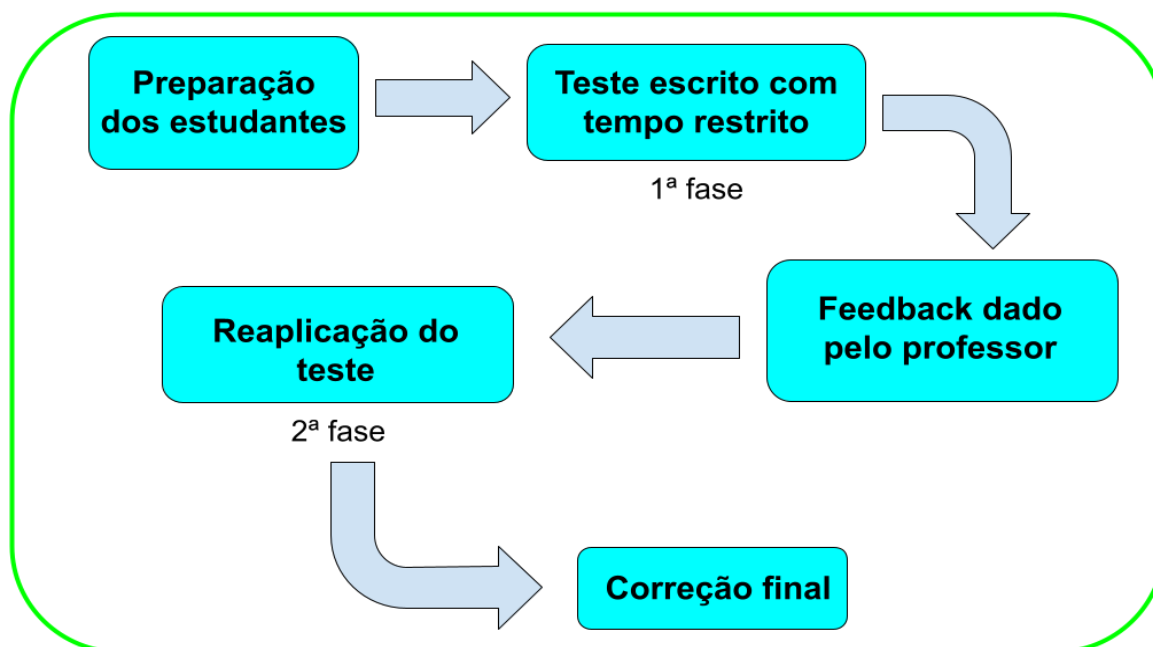 Preparação
dos estudantes
Teste escrito com
tempo restrito
1ª fase
Feedback dado
pelo professor
Reaplicação do
teste
2ª fase
Correção final